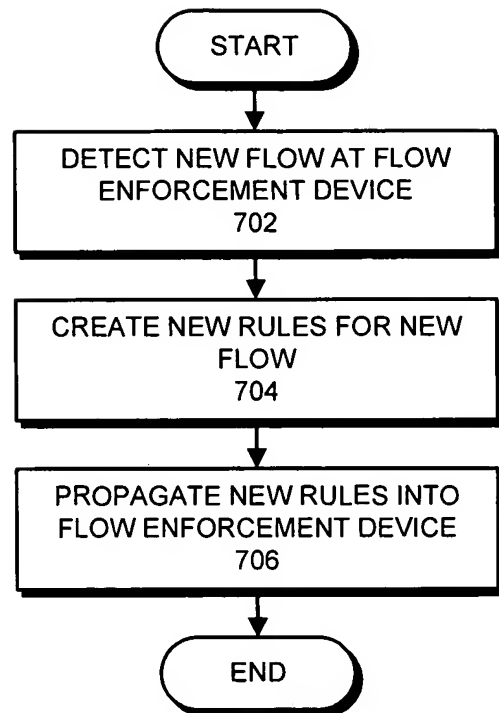 START
DETECT NEW FLOW AT FLOW
ENFORCEMENT DEVICE
702
CREATE NEW RULES FOR NEW
FLOW
704
PROPAGATE NEW RULES INTO
FLOW ENFORCEMENT DEVICE
706
END